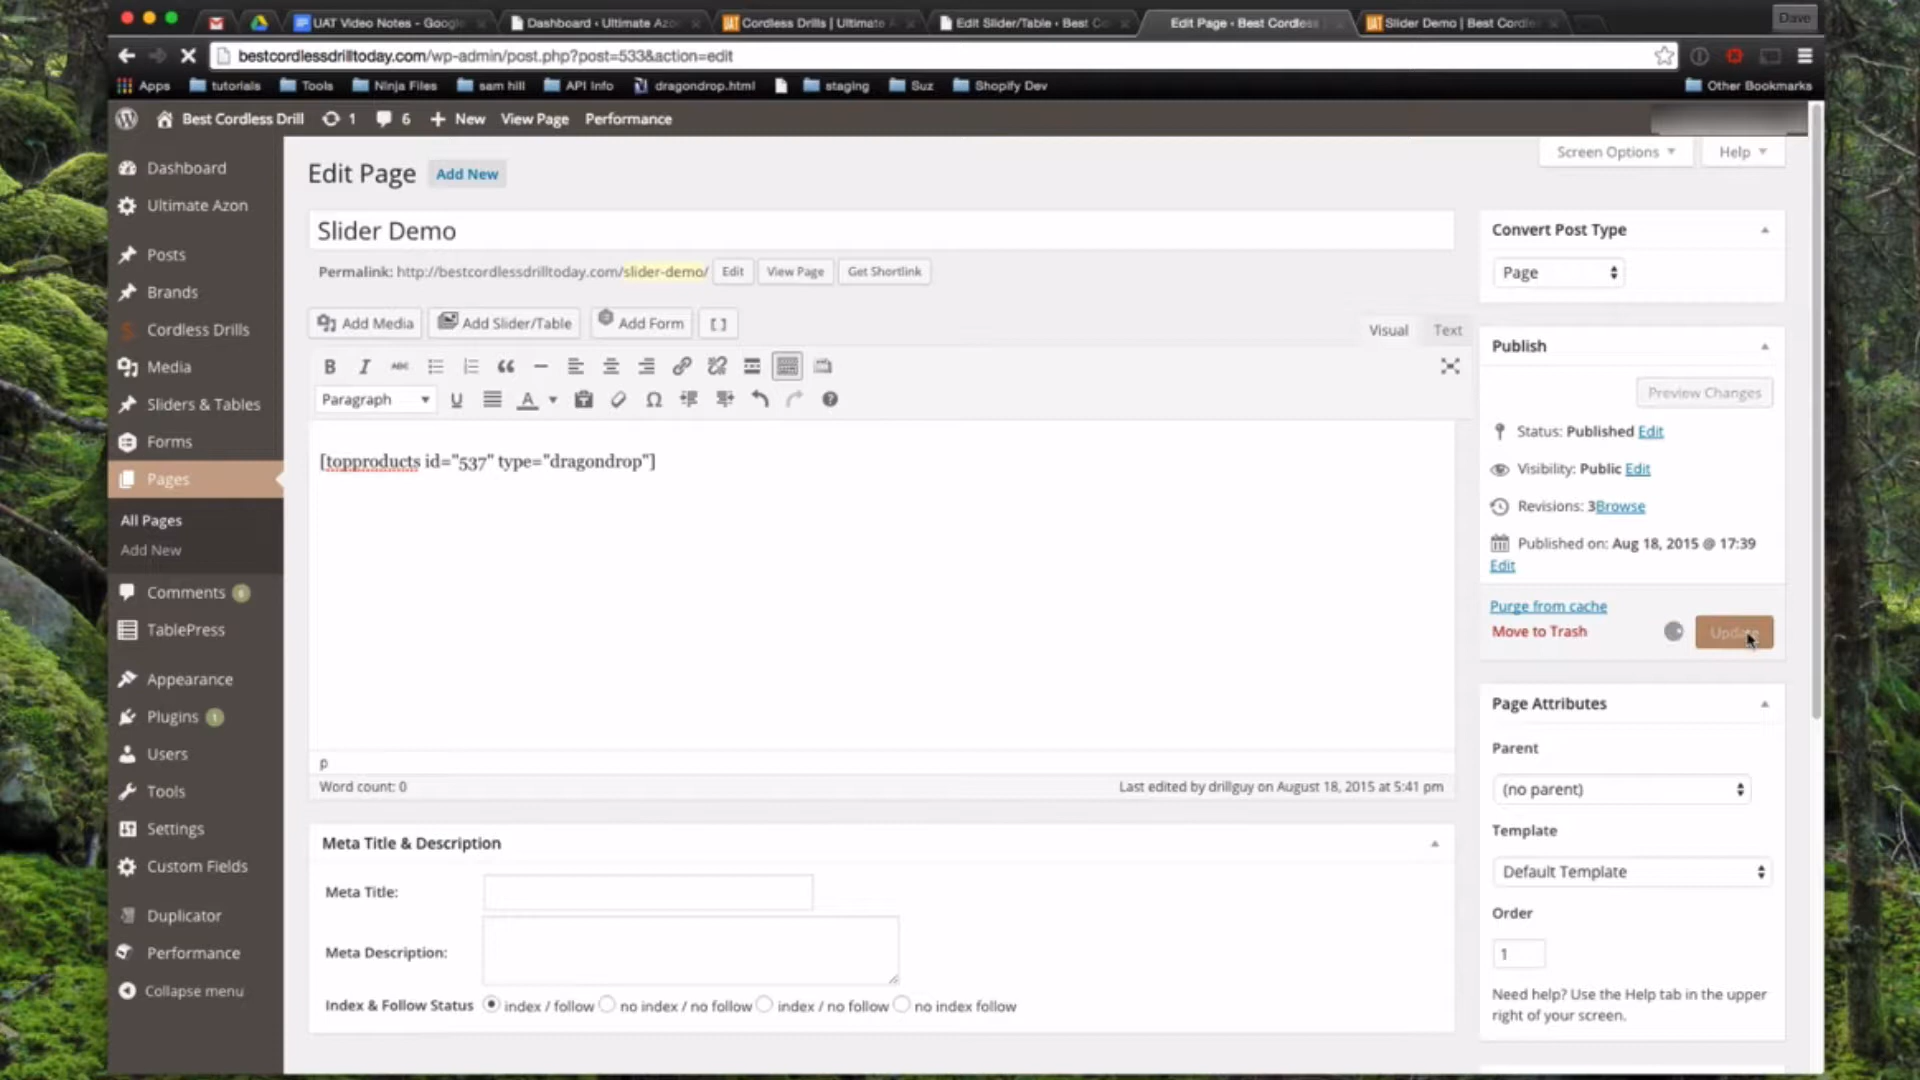 UAT Video Notes - Google
Dashboard ‹ Ultimate Azo
Cordless Drills | Ultimate A
Edit Slider/Table ‹ Best Co
Edit Page ‹ Best Cordless
Slider Demo | Best Cordle
Dave
bestcordlessdrilltoday.com/wp-admin/post.php?post=533&action=edit
Apps
tutorials
Tools
Ninja Files
sam hill
API Info
dragondrop.html
staging
Suz
Shopify Dev
Other Bookmarks
Best Cordless Drill
1
6
+ New
View Page
Performance
Dashboard
Ultimate Azon
Posts
Brands
Cordless Drills
Media
Sliders & Tables
Forms
Pages
All Pages
Add New
Comments 6
TablePress
Appearance
Plugins 1
Users
Tools
Settings
Custom Fields
Duplicator
Performance
Collapse menu
Screen Options
Help
Edit Page Add New
Slider Demo
Permalink: http://bestcordlessdrilltoday.com/slider-demo/ Edit View Page Get Shortlink
Add Media Add Slider/Table Add Form [ ]
Visual Text
B I ABC
Paragraph U A Ω
[topproducts id="537" type="dragondrop"]
p
Word count: 0
Last edited by drillguy on August 18, 2015 at 5:41 pm
Meta Title & Description
Meta Title:
Meta Description:
Index & Follow Status index / follow no index / no follow index / no follow no index follow
Convert Post Type
Page
Publish
Preview Changes
Status: Published Edit
Visibility: Public Edit
Revisions: 3Browse
Published on: Aug 18, 2015 @ 17:39
Edit
Purge from cache
Move to Trash
Update
Page Attributes
Parent
(no parent)
Template
Default Template
Order
1
Need help? Use the Help tab in the upper
right of your screen.